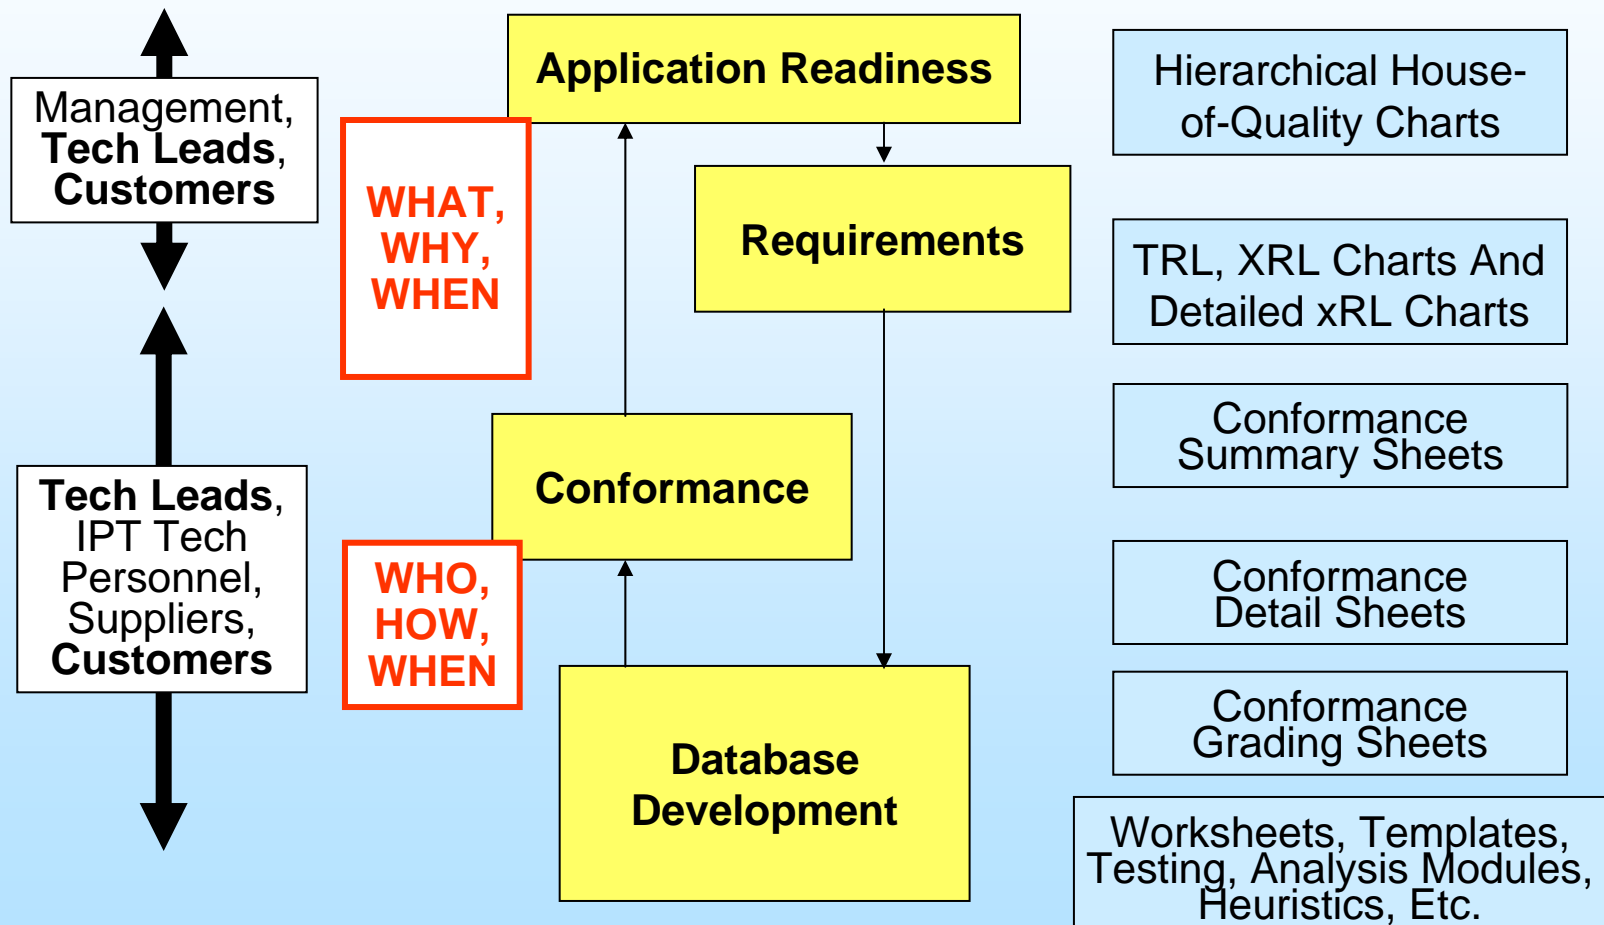 Management,
Tech Leads,
Customers
Tech Leads,
IPT Tech
Personnel,
Suppliers,
Customers
WHAT,
WHY,
WHEN
WHO,
HOW,
WHEN
Application Readiness
Requirements
Conformance
Database
Development
Hierarchical House-
of-Quality Charts
TRL, XRL Charts And
Detailed xRL Charts
Conformance
Summary Sheets
Conformance
Detail Sheets
Conformance
Grading Sheets
Worksheets, Templates,
Testing, Analysis Modules,
Heuristics, Etc.